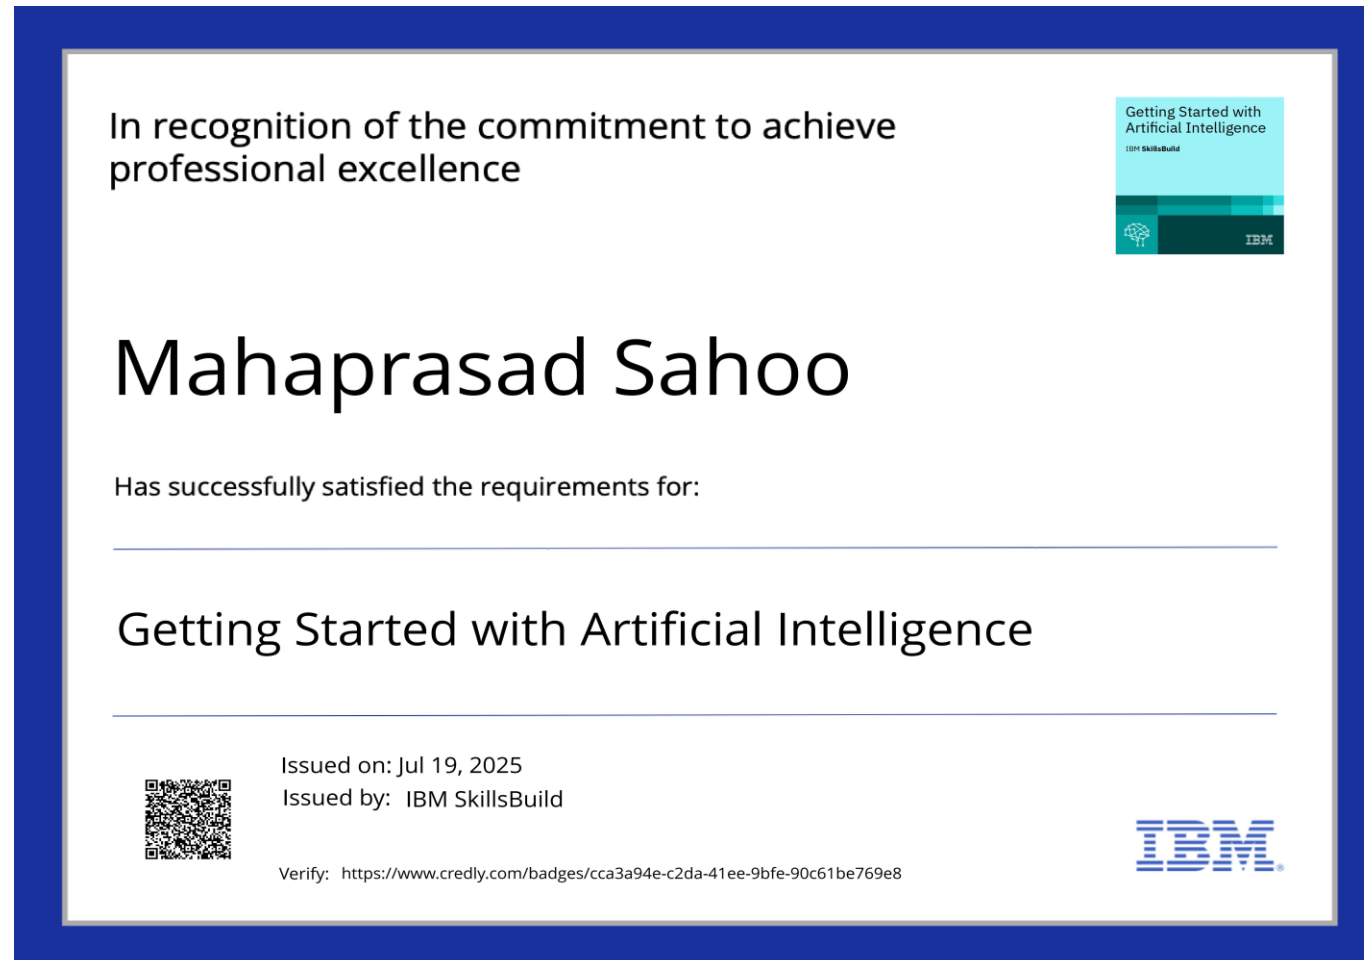 In recognition of the commitment to achieve
professional excellence
Getting Started with
Artificial Intelligence
IBM SkillsBuild
IBM
Mahaprasad Sahoo
Has successfully satisfied the requirements for:
Getting Started with Artificial Intelligence
Issued on: Jul 19, 2025
Issued by: IBM SkillsBuild
Verify: https://www.credly.com/badges/cca3a94e-c2da-41ee-9bfe-90c61be769e8
IBM®